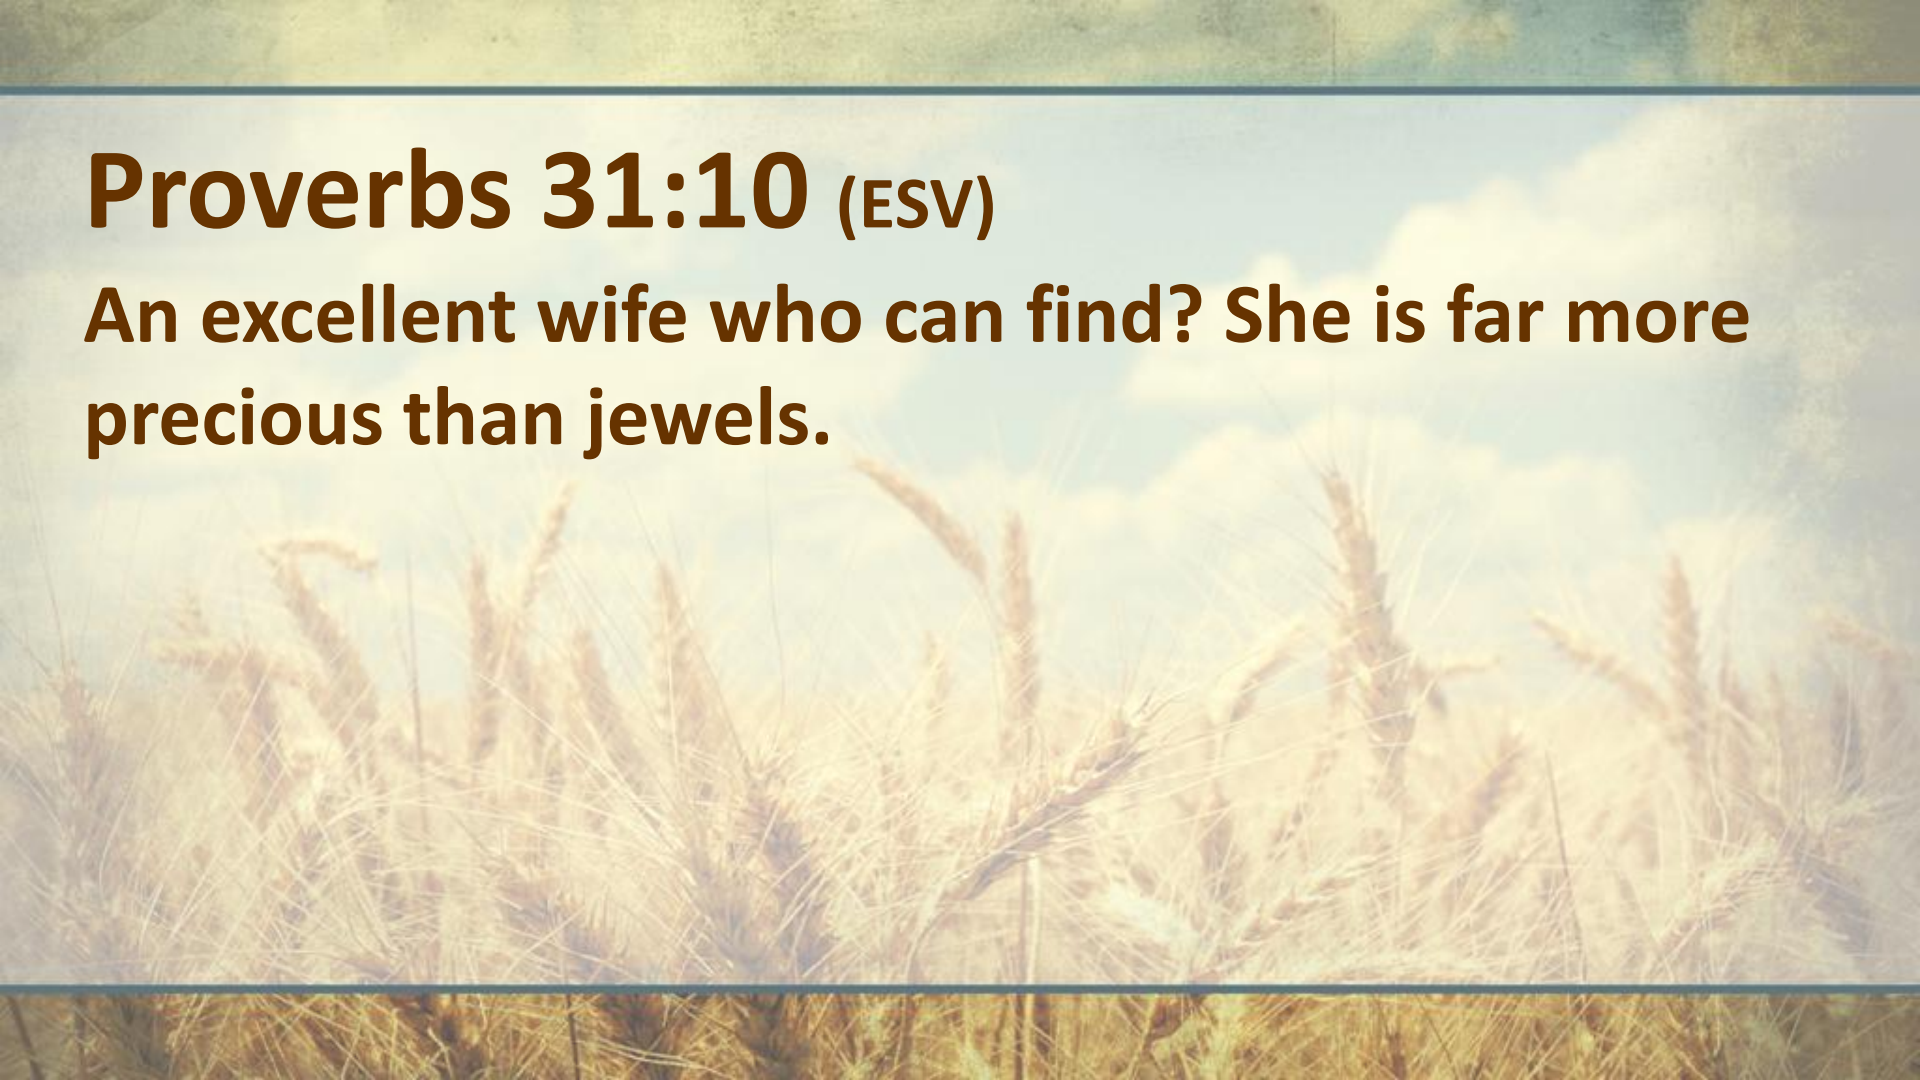 Proverbs 31:10 (ESV)
An excellent wife who can find? She is far more
precious than jewels.